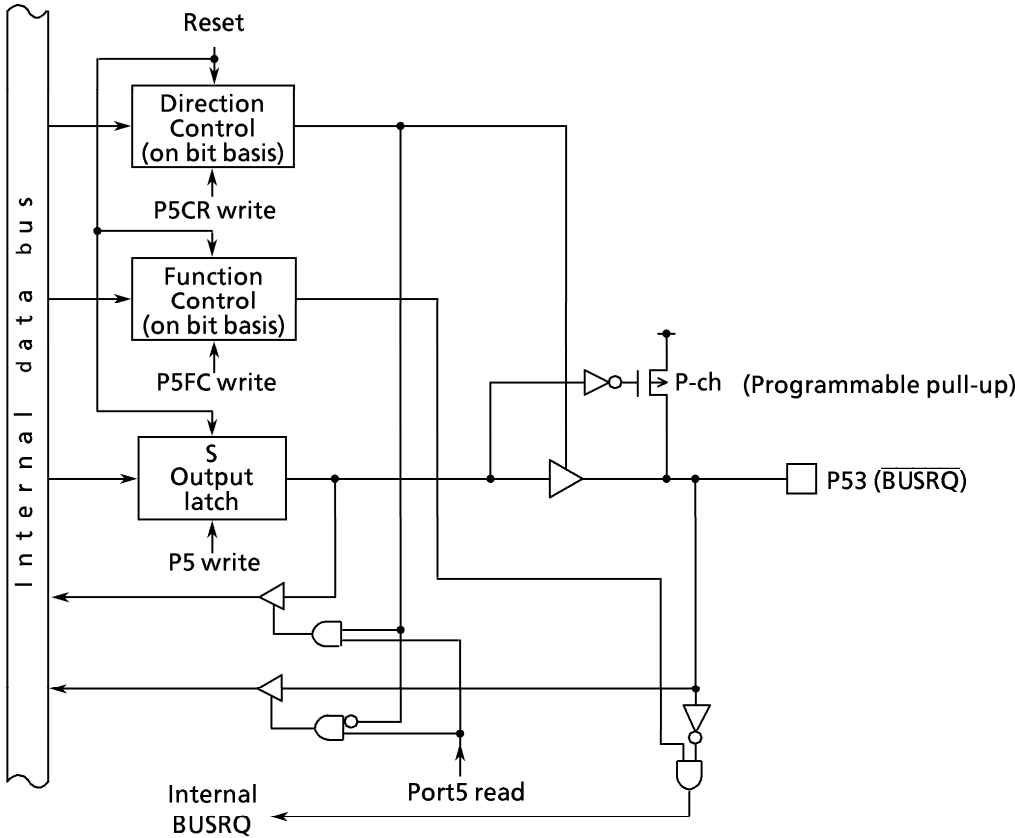 Reset
Direction
Control
(on bit basis)
P5CR write
Function
Control
(on bit basis)
P5FC write
P-ch (Programmable pull-up)
S
Output
latch
P53 (BUSRQ)
P5 write
Internal data bus
Port5 read
Internal
BUSRQ